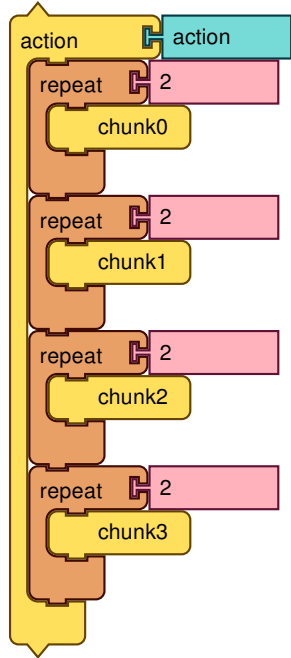 action action
repeat 2
chunk0
repeat 2
chunk1
repeat 2
chunk2
repeat 2
chunk3